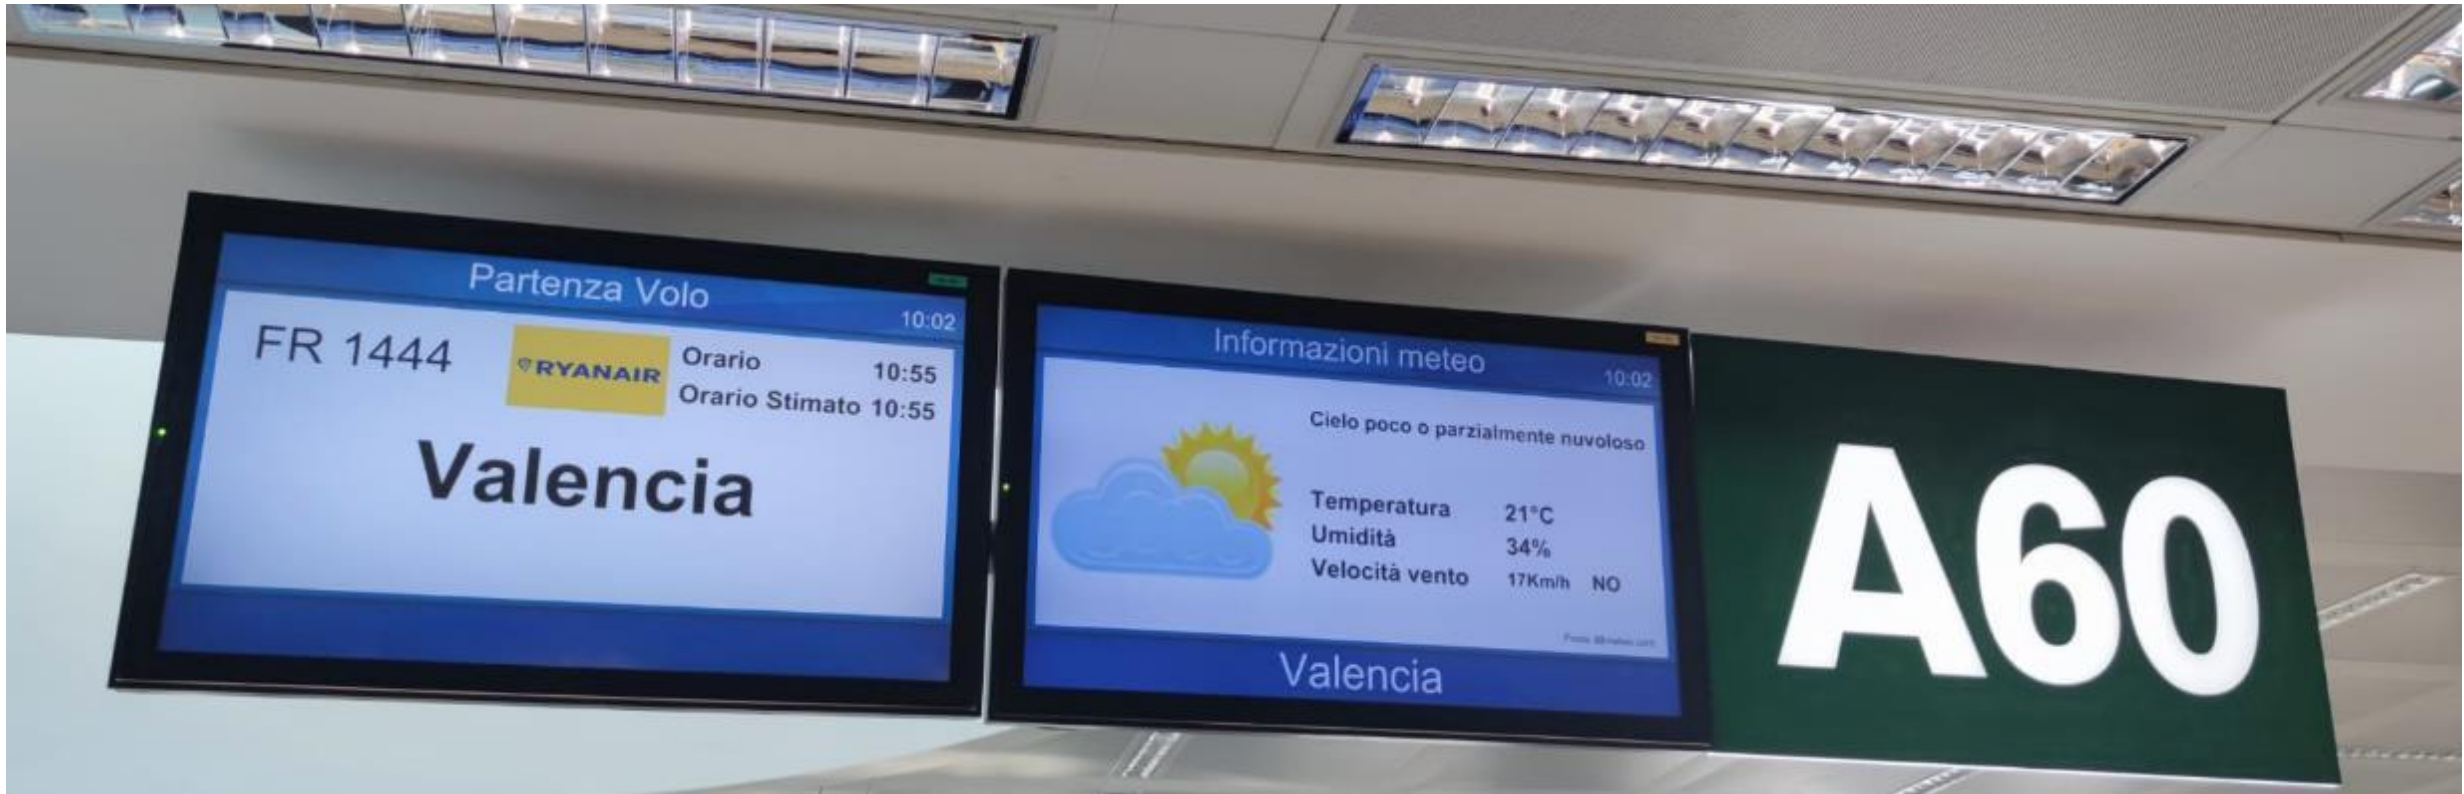 Partenza Volo
10:02
FR 1444
RYANAIR
Orario 10:55
Orario Stimato 10:55
Valencia
Informazioni meteo
10:02
Cielo poco o parzialmente nuvoloso
Temperatura 21°C
Umidità 34%
Velocità vento 17Km/h NO
Valencia
A60